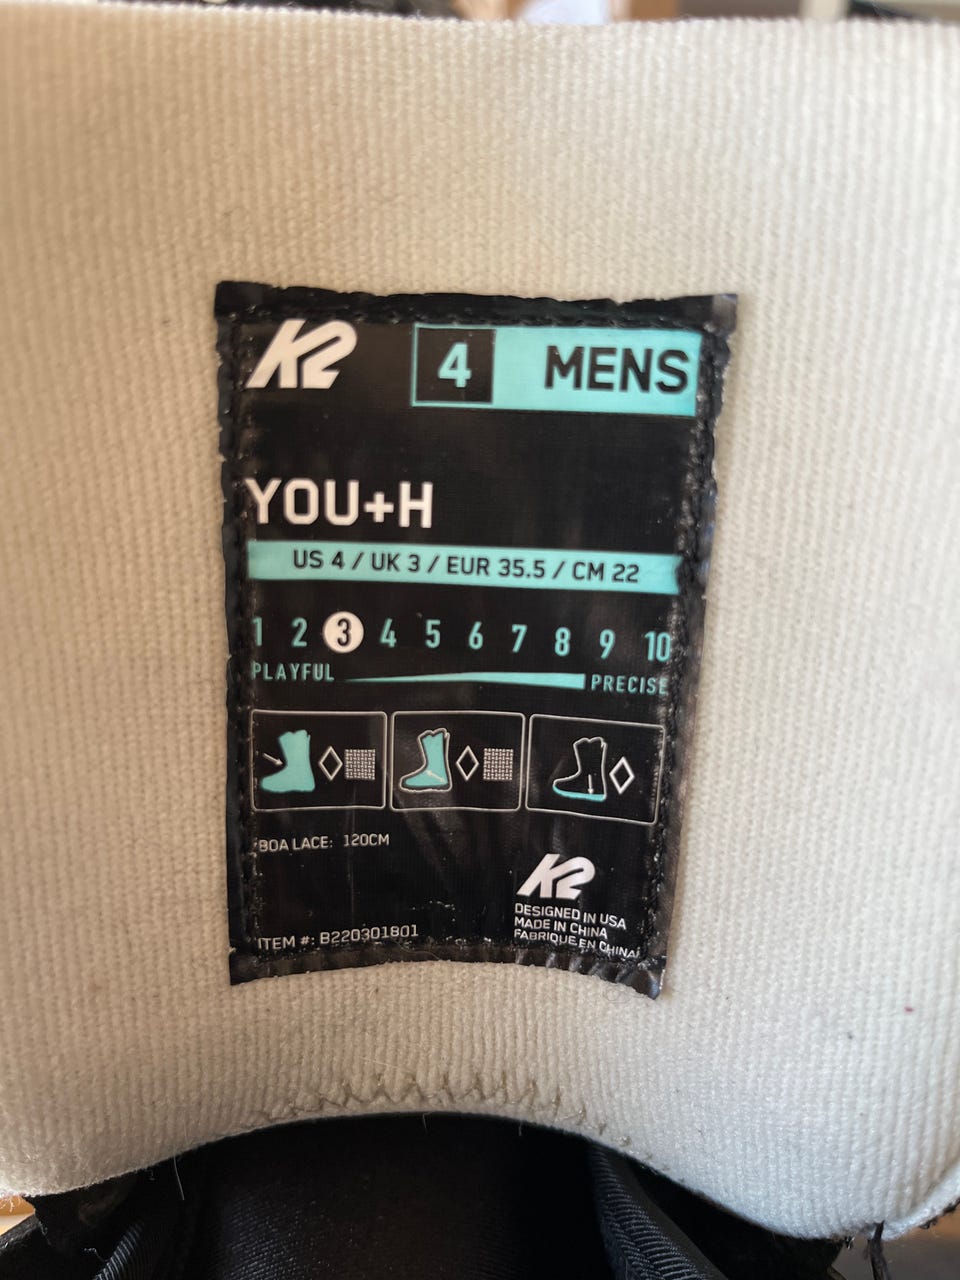 K2 4 MENS
YOU+H
US 4 / UK 3 / EUR 35.5 / CM 22
1 2 3 4 5 6 7 8 9 10
PLAYFUL PRECISE
BOA LACE: 120CM
K2
DESIGNED IN USA
MADE IN CHINA
FABRIQUE EN CHINA
ITEM #: B220301801